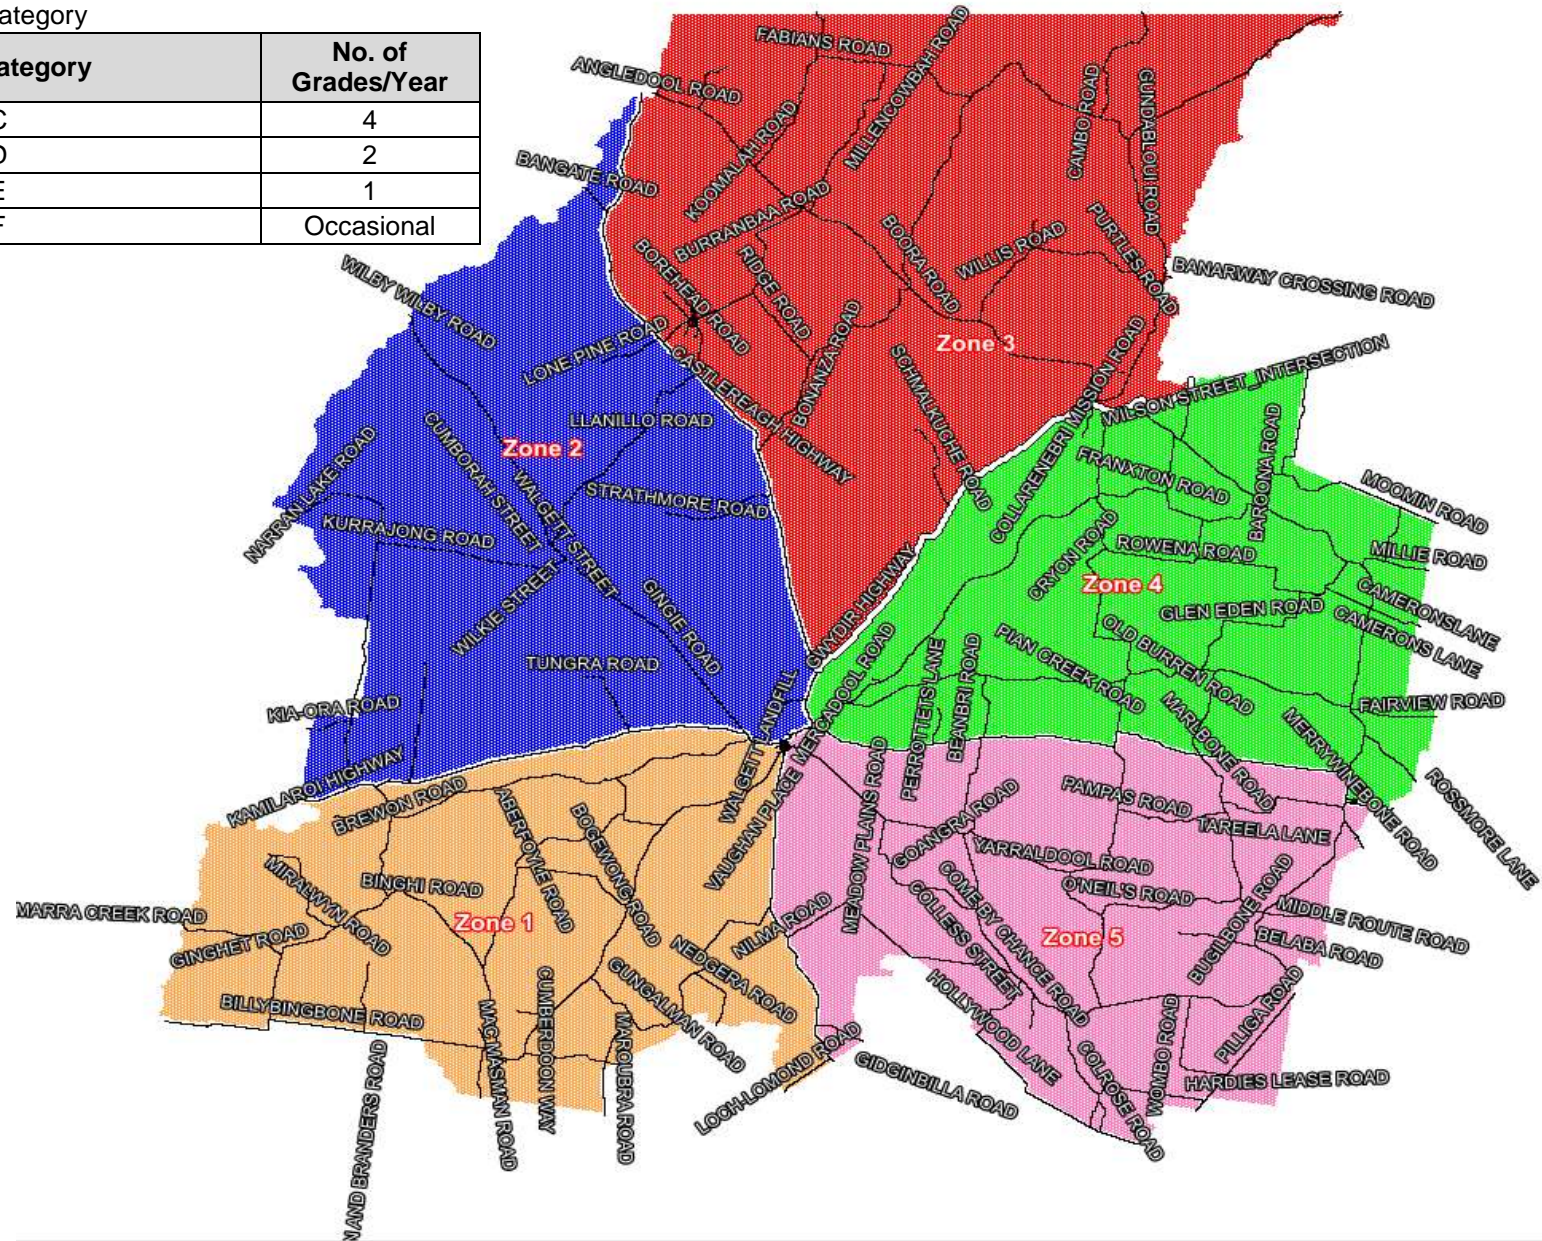 ategory
ategory
No. of
Grades/Year
C
4
D
2
E
1
F
Occasional
FABIANS ROAD
ANGLEDOOL ROAD
MILLENCOWBAH ROAD
KOOMALAH ROAD
CAMBO ROAD
GUNDABLOUI ROAD
BANGATE ROAD
BURRANBAA ROAD
BOREHEAD ROAD
RIDGE ROAD
BOORA ROAD
WILLIS ROAD
PURTLES ROAD
BANARWAY CROSSING ROAD
WILBY WILBY ROAD
LONE PINE ROAD
BONANZA ROAD
Zone 3
CASTLEREAGH HIGHWAY
SCHMALKUCHE ROAD
COLLARENEBRI MISSION ROAD
WILSON STREET_INTERSECTION
LLANILLO ROAD
CUMBORAH STREET
Zone 2
NARRAN LAKE ROAD
WALGETT STREET
STRATHMORE ROAD
FRANXTON ROAD
BAROONA ROAD
MOOMIN ROAD
KURRAJONG ROAD
CRYON ROAD
ROWENA ROAD
MILLIE ROAD
WILKIE STREET
GINGIE ROAD
GWYDIR HIGHWAY
Zone 4
GLEN EDEN ROAD
CAMERONSLANE
CAMERONS LANE
TUNGRA ROAD
MERCADOOL ROAD
PERROTTETS LANE
BEANBRI ROAD
PIAN CREEK ROAD
OLD BURREN ROAD
KIA-ORA ROAD
WALGETT LANDFILL
MARLBONE ROAD
MERRYWINEBONE ROAD
FAIRVIEW ROAD
KAMILAROI HIGHWAY
BREWON ROAD
ABERFOYLE ROAD
BOGEWONG ROAD
VAUGHAN PLACE
MEADOW PLAINS ROAD
GOANGRA ROAD
PAMPAS ROAD
TAREELA LANE
ROSSMORE LANE
MIRALWYN ROAD
BINGHI ROAD
YARRALDOOL ROAD
O'NEIL'S ROAD
COLLESS STREET
COME BY CHANCE ROAD
BUGILBONE ROAD
MIDDLE ROUTE ROAD
BELABA ROAD
MARRA CREEK ROAD
GINGHET ROAD
Zone 1
NILMA ROAD
NEDGERA ROAD
Zone 5
BILLYBINGBONE ROAD
GUNGALMAN ROAD
HOLLYWOOD LANE
PILLIGA ROAD
MAC MASMAN ROAD
CUMBERDOON WAY
MAROUBRA ROAD
LOCH-LOMOND ROAD
GIDGINBILLA ROAD
COLROSE ROAD
WOMBO ROAD
HARDIES LEASE ROAD
NAND BRANDERS ROAD